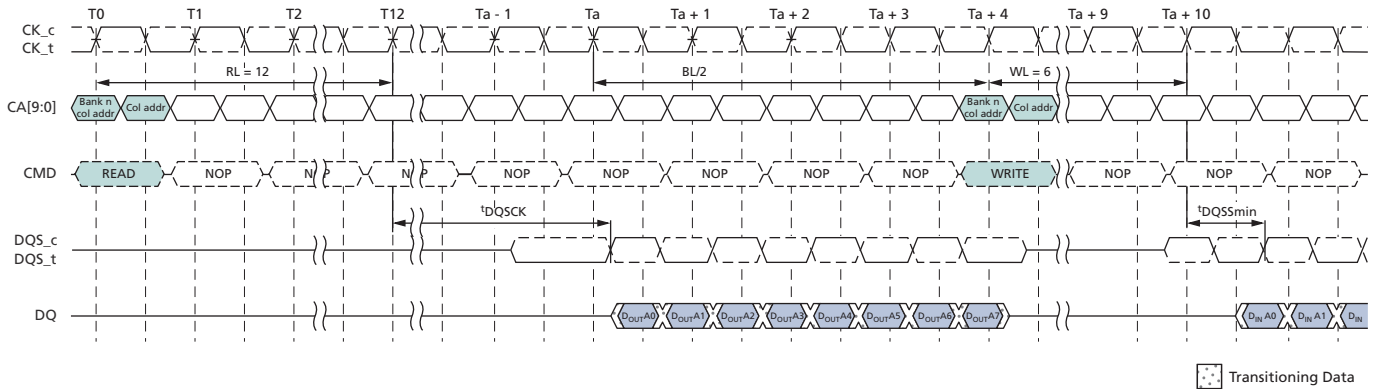 T0 T1 T2 T12 Ta - 1 Ta Ta + 1 Ta + 2 Ta + 3 Ta + 4 Ta + 9 Ta + 10
CK_c
CK_t
RL = 12 BL/2 WL = 6
CA[9:0] Bank n col addr Col addr Bank n col addr Col addr
CMD READ NOP NOP NOP NOP NOP NOP NOP NOP WRITE NOP NOP NOP
tDQSCK tDQSSmin
DQS_c
DQS_t
DQ DOUTA0 DOUTA1 DOUTA2 DOUTA3 DOUTA4 DOUTA5 DOUTA6 DOUTA7 DIN A0 DIN A1 DIN
Transitioning Data